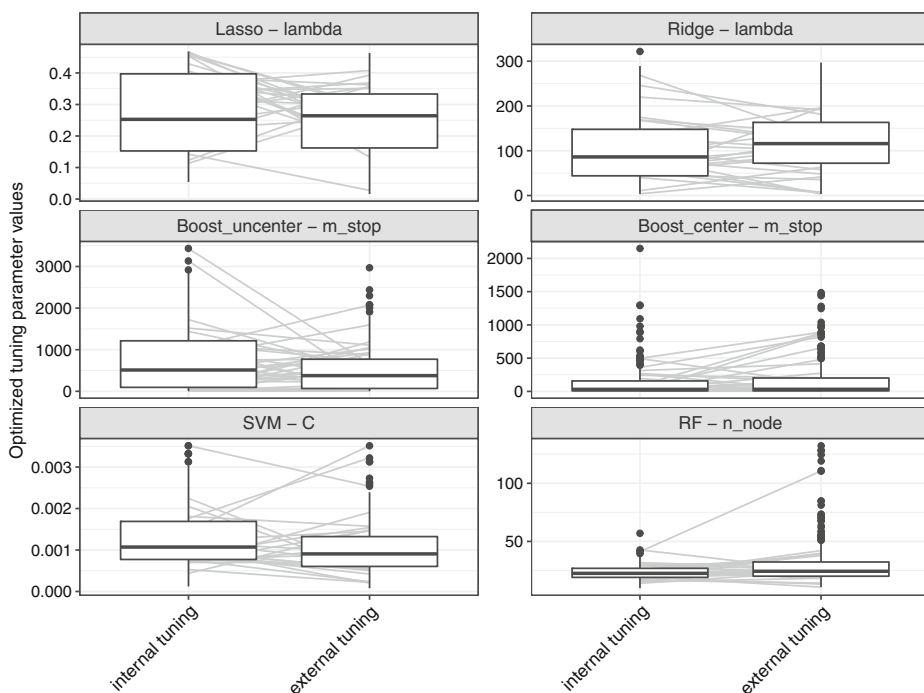 Optimized tuning parameter values
Lasso – lambda
0.4
0.3
0.2
0.1
0.0
Ridge – lambda
300
200
100
0
Boost_uncenter – m_stop
3000
2000
1000
0
Boost_center – m_stop
2000
1500
1000
500
0
SVM – C
0.003
0.002
0.001
0.000
RF – n_node
100
50
internal tuning
external tuning
internal tuning
external tuning